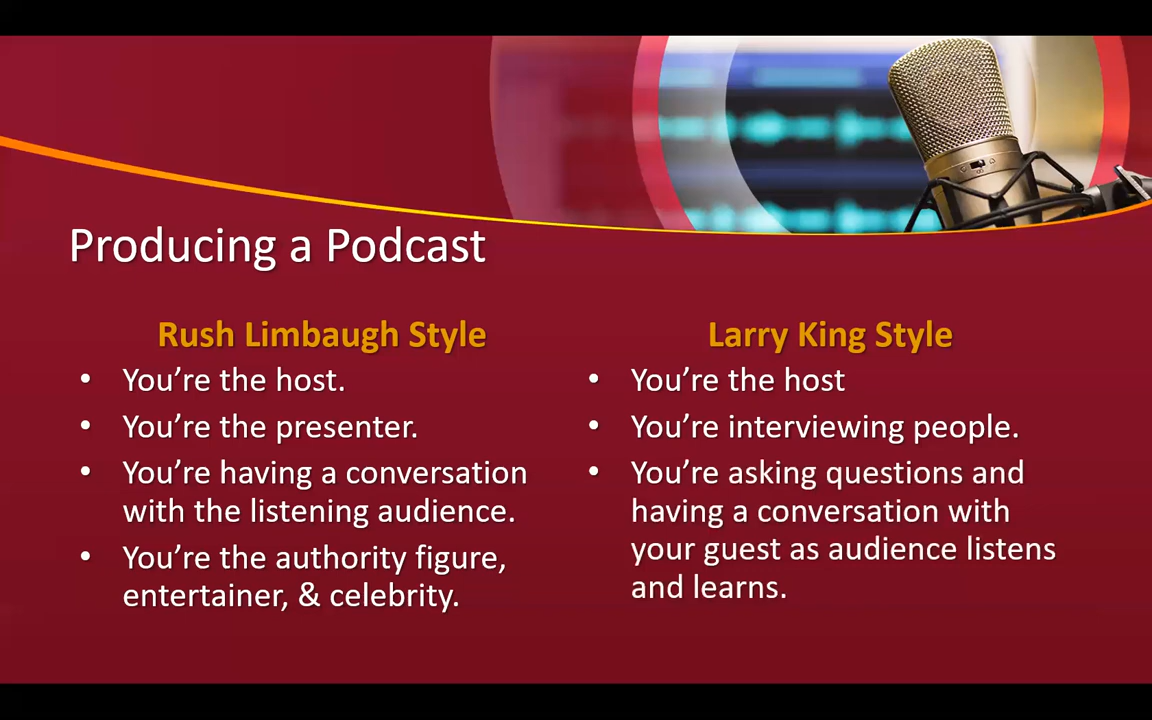 Producing a Podcast
Rush Limbaugh Style
• You’re the host.
• You’re the presenter.
• You’re having a conversation
with the listening audience.
• You’re the authority figure,
entertainer, & celebrity.
Larry King Style
• You’re the host
• You’re interviewing people.
• You’re asking questions and
having a conversation with
your guest as audience listens
and learns.